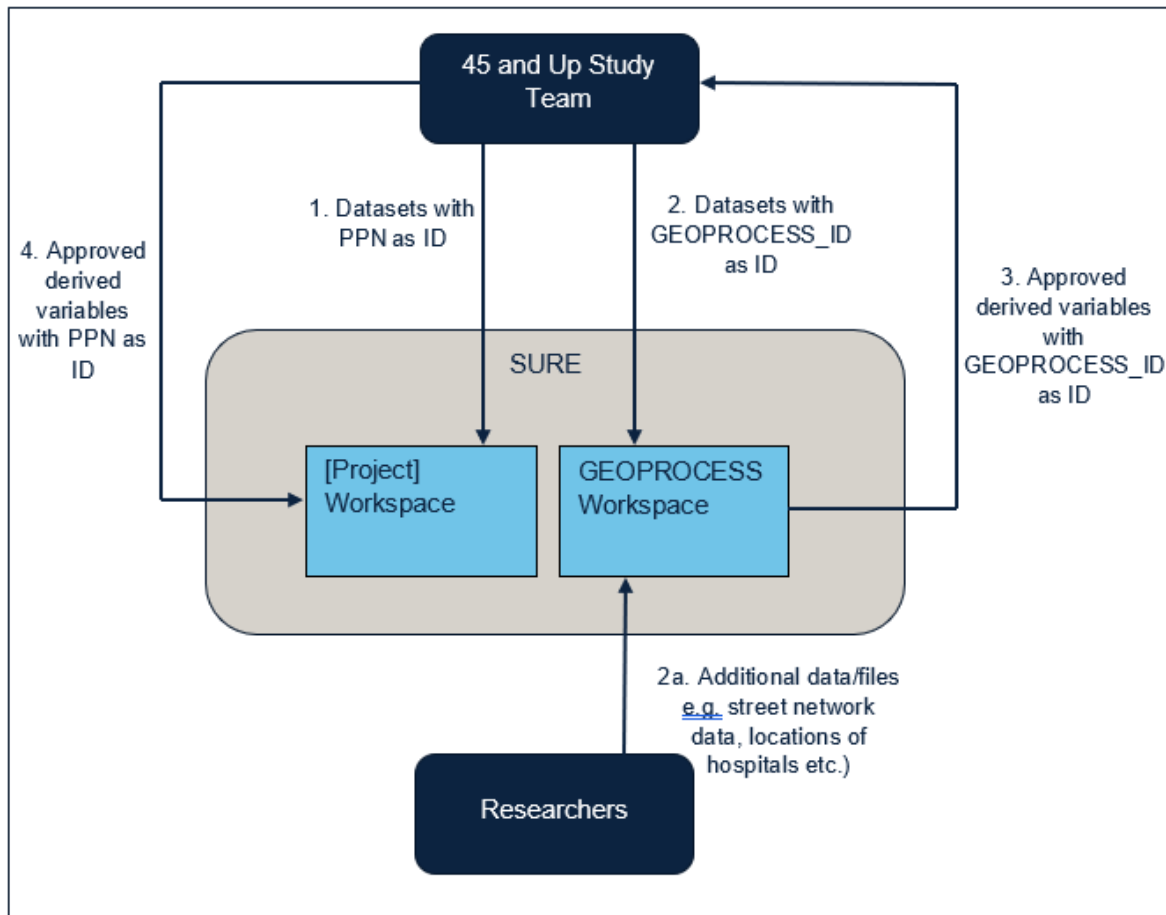 45 and Up Study
Team
1. Datasets with
PPN as ID
2. Datasets with
GEOPROCESS_ID
as ID
4. Approved
derived
variables
with PPN as
ID
3. Approved
derived variables
with
GEOPROCESS_ID
as ID
SURE
[Project]
Workspace
GEOPROCESS
Workspace
2a. Additional data/files
e.g. street network
data, locations of
hospitals etc.)
Researchers